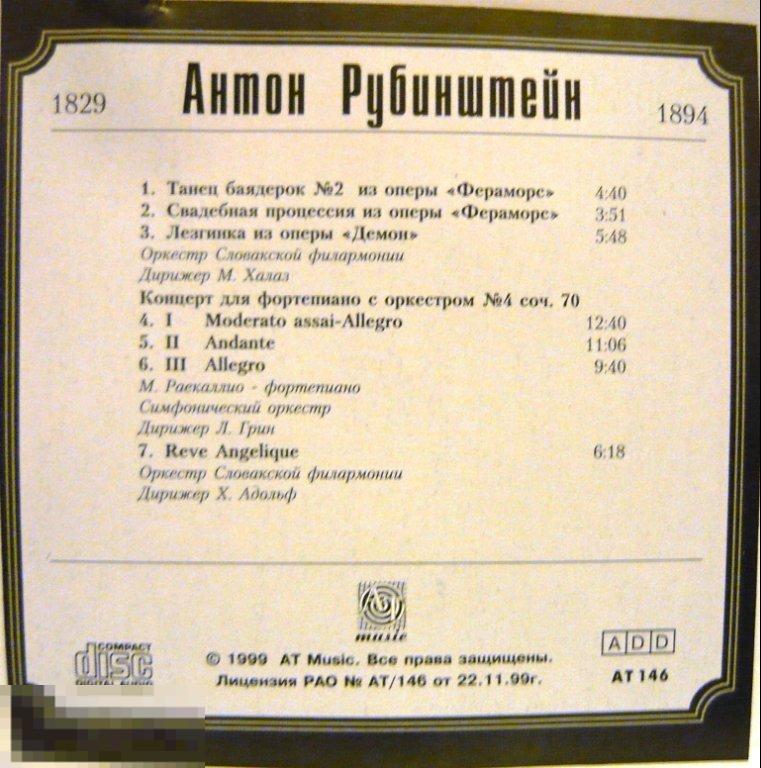 Антон Рубинштейн
1829 1894
1. Танец баядерок №2 из оперы «Фераморс» 4:40
2. Свадебная процессия из оперы «Фераморс» 3:51
3. Лезгинка из оперы «Демон» 5:48
Оркестр Словакской филармонии
Дирижер М. Халаз
Концерт для фортепиано с оркестром №4 соч. 70
4. I Moderato assai-Allegro 12:40
5. II Andante 11:06
6. III Allegro 9:40
М. Раекаллио - фортепиано
Симфонический оркестр
Дирижер Л. Грин
7. Reve Angelique 6:18
Оркестр Словакской филармонии
Дирижер Х. Адольф
AT
music
COMPACT
disc
DIGITAL AUDIO
© 1999 AT Music. Все права защищены.
Лицензия РАО № АТ/146 от 22.11.99г.
ADD
AT 146